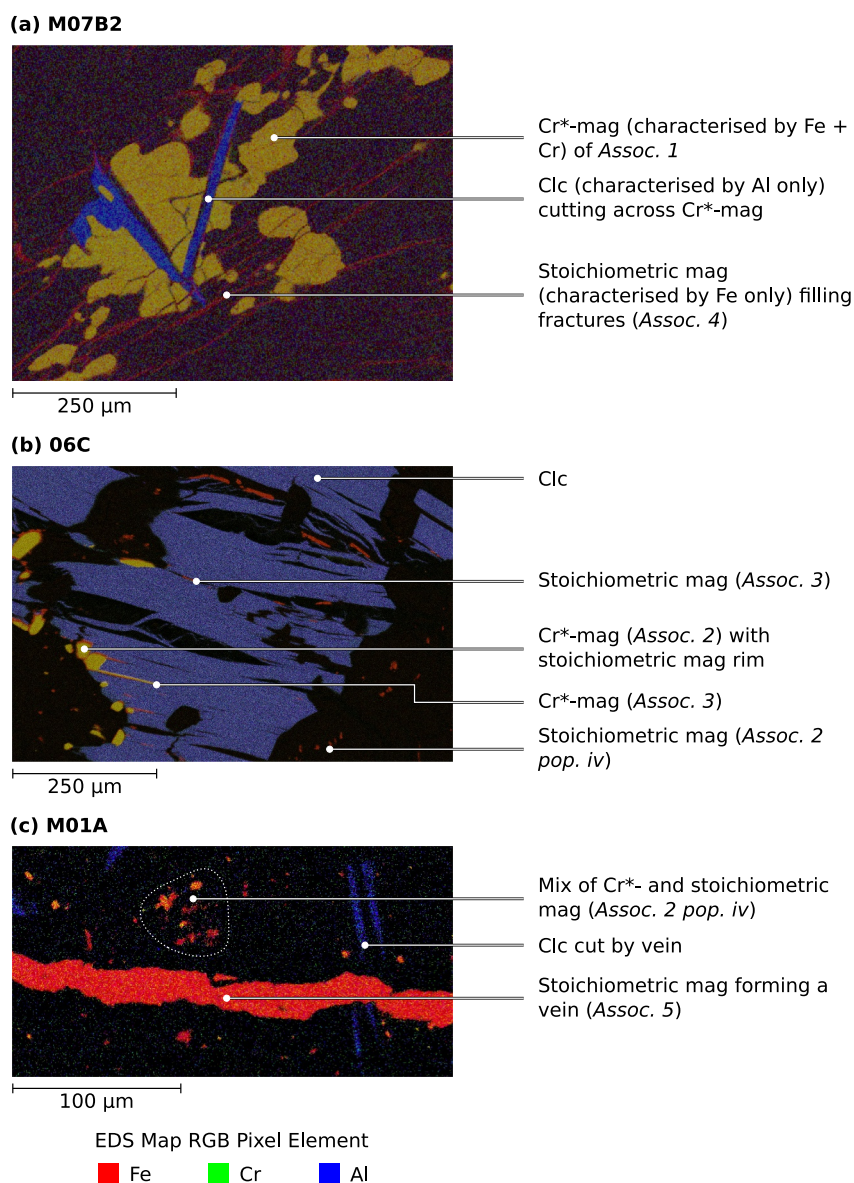 (a) M07B2
Cr*-mag (characterised by Fe +
Cr) of Assoc. 1
Clc (characterised by Al only)
cutting across Cr*-mag
Stoichiometric mag
(characterised by Fe only) filling
fractures (Assoc. 4)
250 μm
(b) 06C
Clc
Stoichiometric mag (Assoc. 3)
Cr*-mag (Assoc. 2) with
stoichiometric mag rim
Cr*-mag (Assoc. 3)
Stoichiometric mag (Assoc. 2
pop. iv)
250 μm
(c) M01A
Mix of Cr*- and stoichiometric
mag (Assoc. 2 pop. iv)
Clc cut by vein
Stoichiometric mag forming a
vein (Assoc. 5)
100 μm
EDS Map RGB Pixel Element
Fe Cr Al